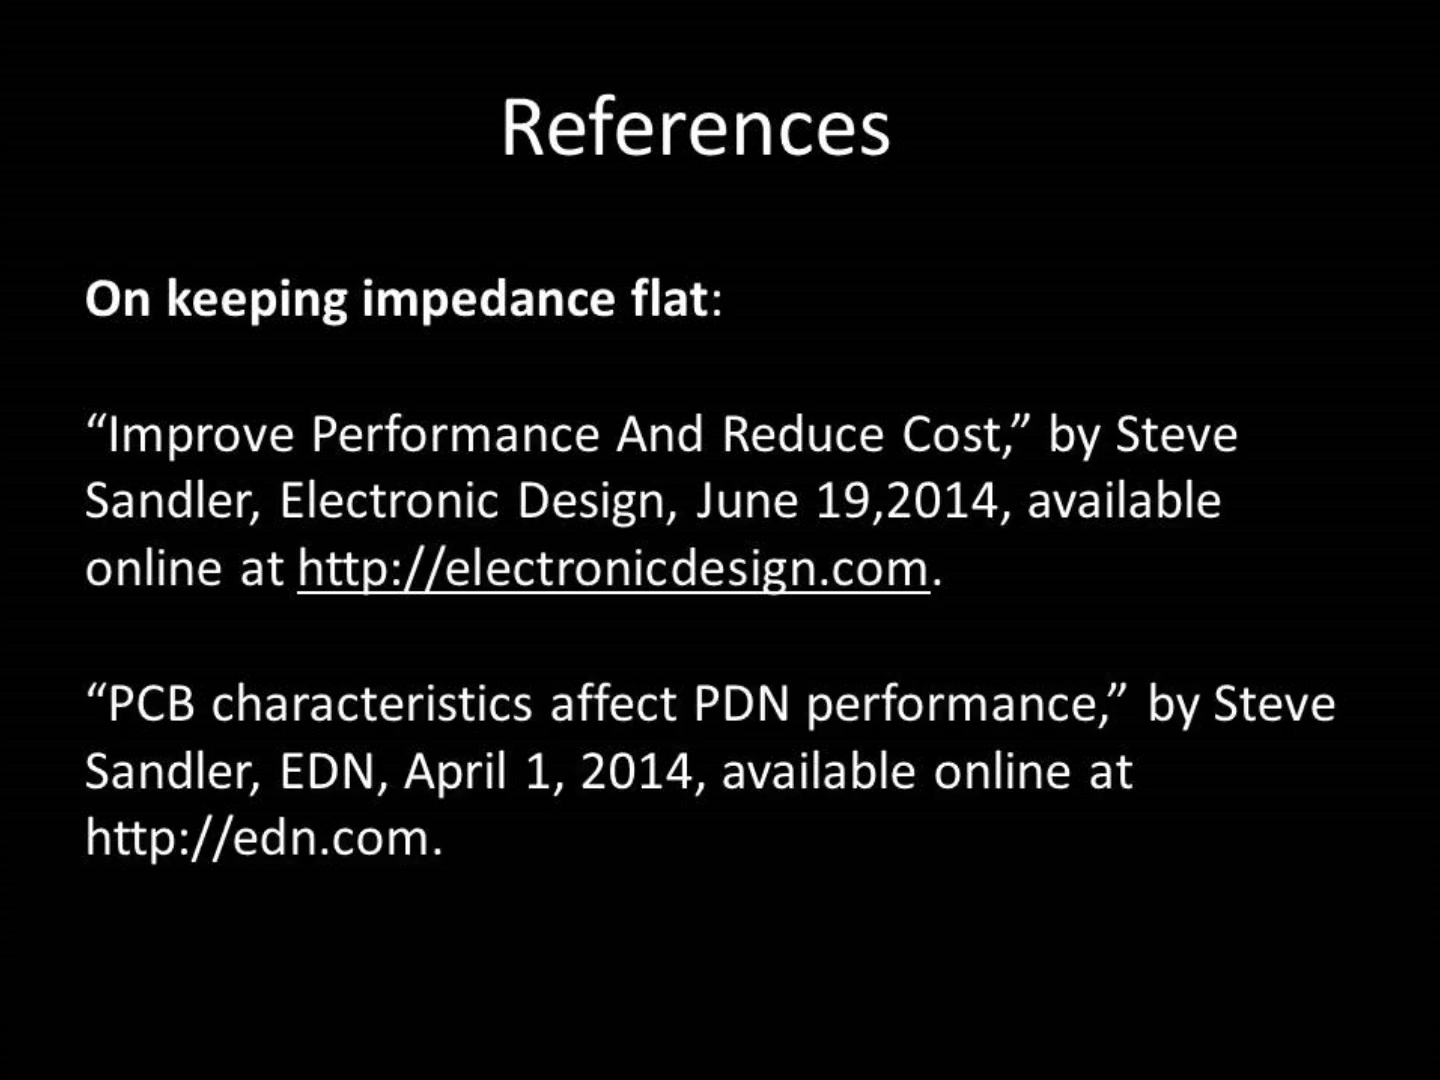 References
On keeping impedance flat:
“Improve Performance And Reduce Cost,” by Steve
Sandler, Electronic Design, June 19,2014, available
online at http://electronicdesign.com.
“PCB characteristics affect PDN performance,” by Steve
Sandler, EDN, April 1, 2014, available online at
http://edn.com.